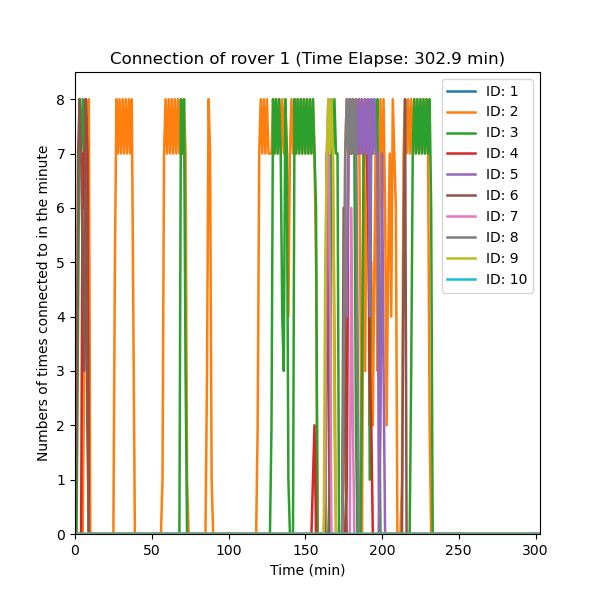 Connection of rover 1 (Time Elapse: 302.9 min)
Numbers of times connected to in the minute
8
7
6
5
4
3
2
1
0
ID: 1
ID: 2
ID: 3
ID: 4
ID: 5
ID: 6
ID: 7
ID: 8
ID: 9
ID: 10
0 50 100 150 200 250 300
Time (min)